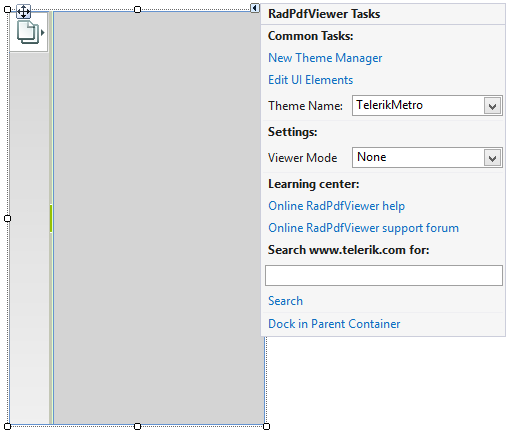 RadPdfViewer Tasks
Common Tasks:
New Theme Manager
Edit UI Elements
Theme Name: TelerikMetro
Settings:
Viewer Mode None
Learning center:
Online RadPdfViewer help
Online RadPdfViewer support forum
Search www.telerik.com for:
Search
Dock in Parent Container